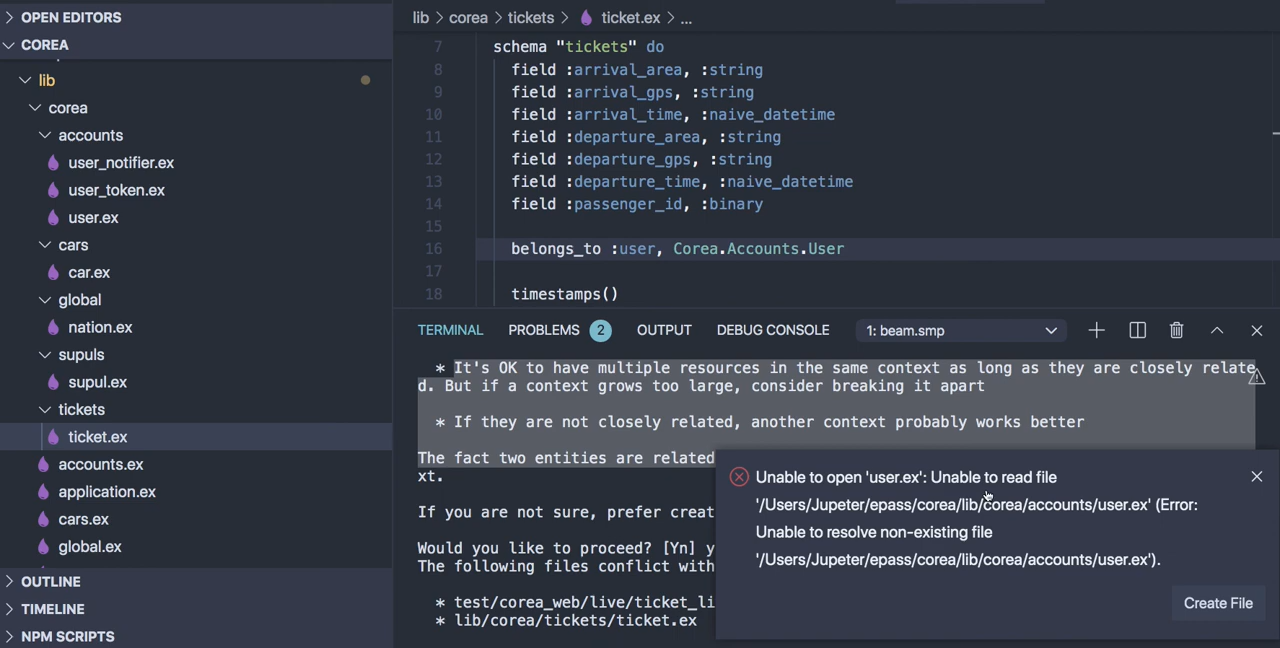 OPEN EDITORS
COREA
lib
corea
accounts
user_notifier.ex
user_token.ex
user.ex
cars
car.ex
global
nation.ex
supuls
supul.ex
tickets
ticket.ex
accounts.ex
application.ex
cars.ex
global.ex
OUTLINE
TIMELINE
NPM SCRIPTS
lib > corea > tickets > ticket.ex > ...
7 schema "tickets" do
8 field :arrival_area, :string
9 field :arrival_gps, :string
10 field :arrival_time, :naive_datetime
11 field :departure_area, :string
12 field :departure_gps, :string
13 field :departure_time, :naive_datetime
14 field :passenger_id, :binary
15
16 belongs_to :user, Corea.Accounts.User
17
18 timestamps()
TERMINAL PROBLEMS 2 OUTPUT DEBUG CONSOLE 1: beam.smp
* It's OK to have multiple resources in the same context as long as they are closely relate
d. But if a context grows too large, consider breaking it apart
* If they are not closely related, another context probably works better
The fact two entities are related
xt.
If you are not sure, prefer creat
Would you like to proceed? [Yn] y
The following files conflict with
* test/corea_web/live/ticket_li
* lib/corea/tickets/ticket.ex
Unable to open 'user.ex': Unable to read file
'/Users/Jupeter/epass/corea/lib/corea/accounts/user.ex' (Error:
Unable to resolve non-existing file
'/Users/Jupeter/epass/corea/lib/corea/accounts/user.ex').
Create File